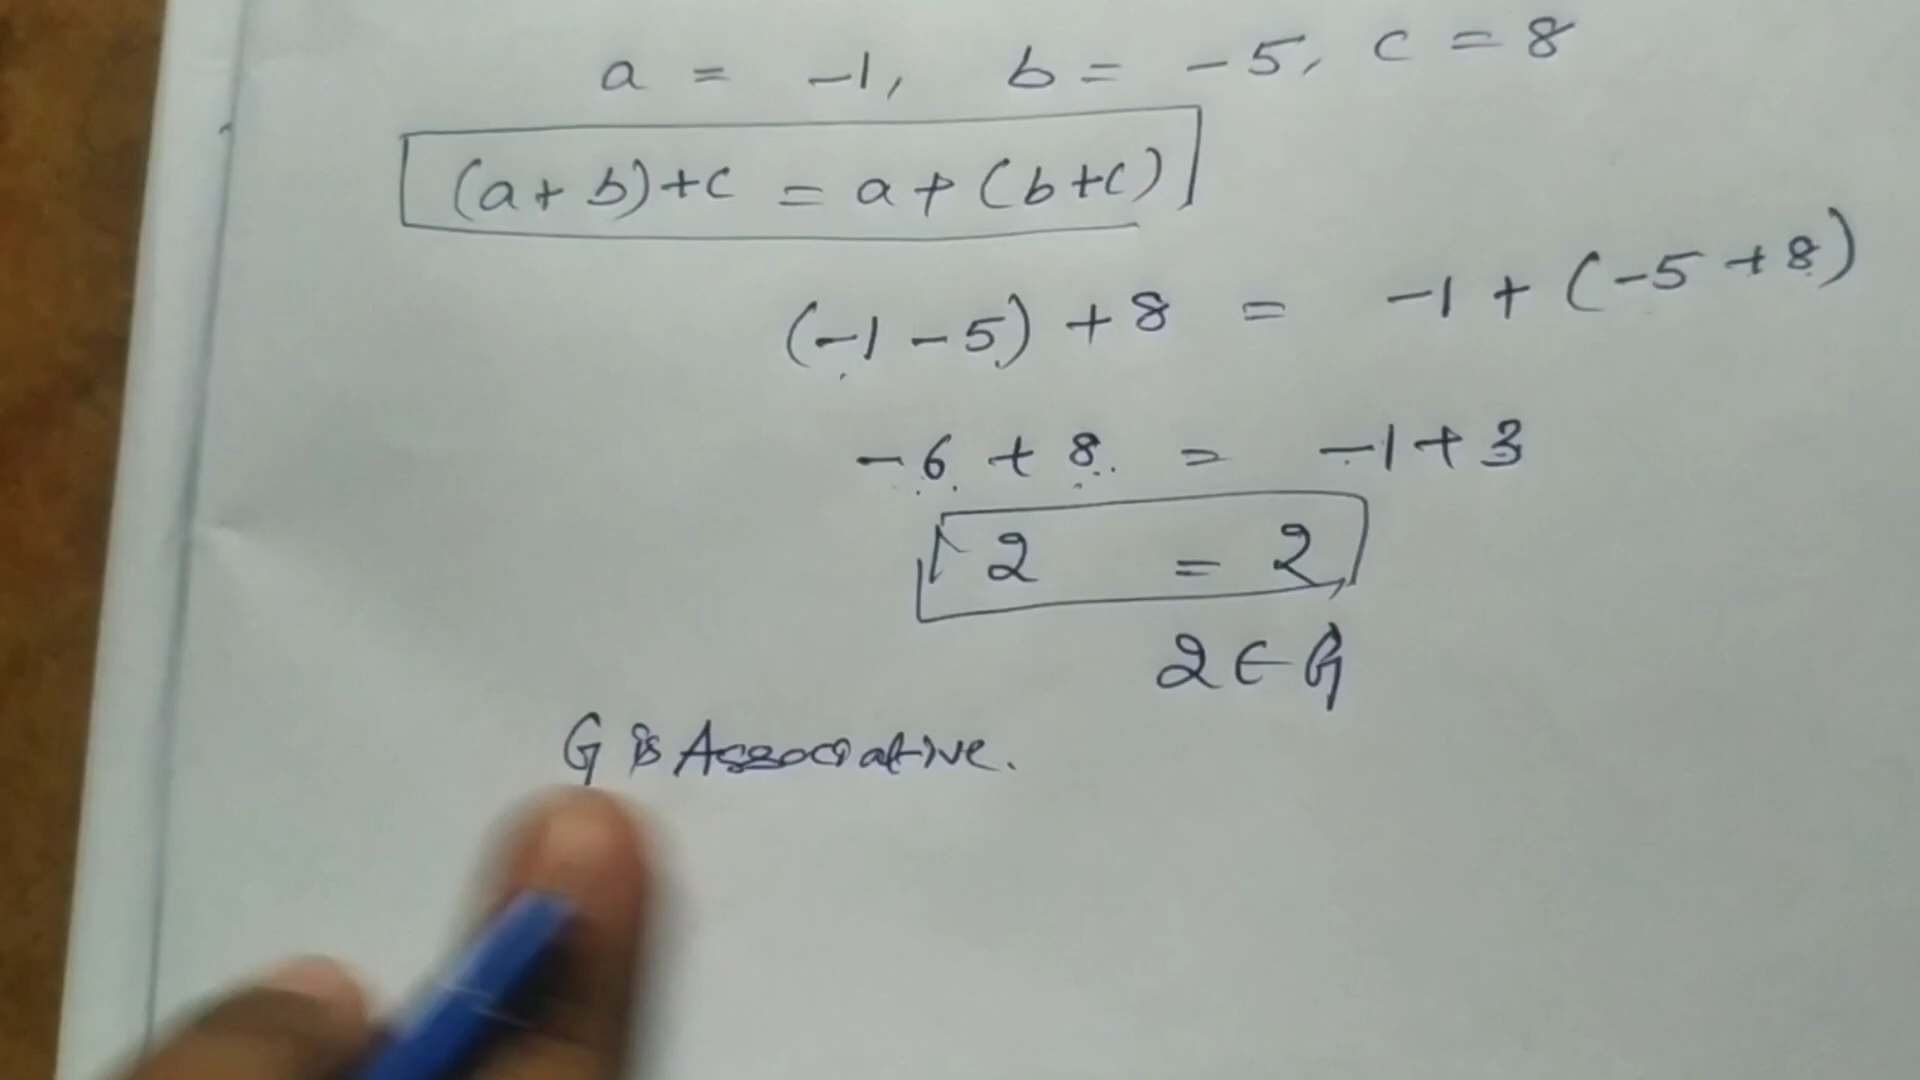 a = -1, b = -5, c = 8
(a+b)+c = a+(b+c)
(-1-5)+8 = -1+(-5+8)
-6+8 = -1+3
2 = 2
2 ∈ G
G is Associative.